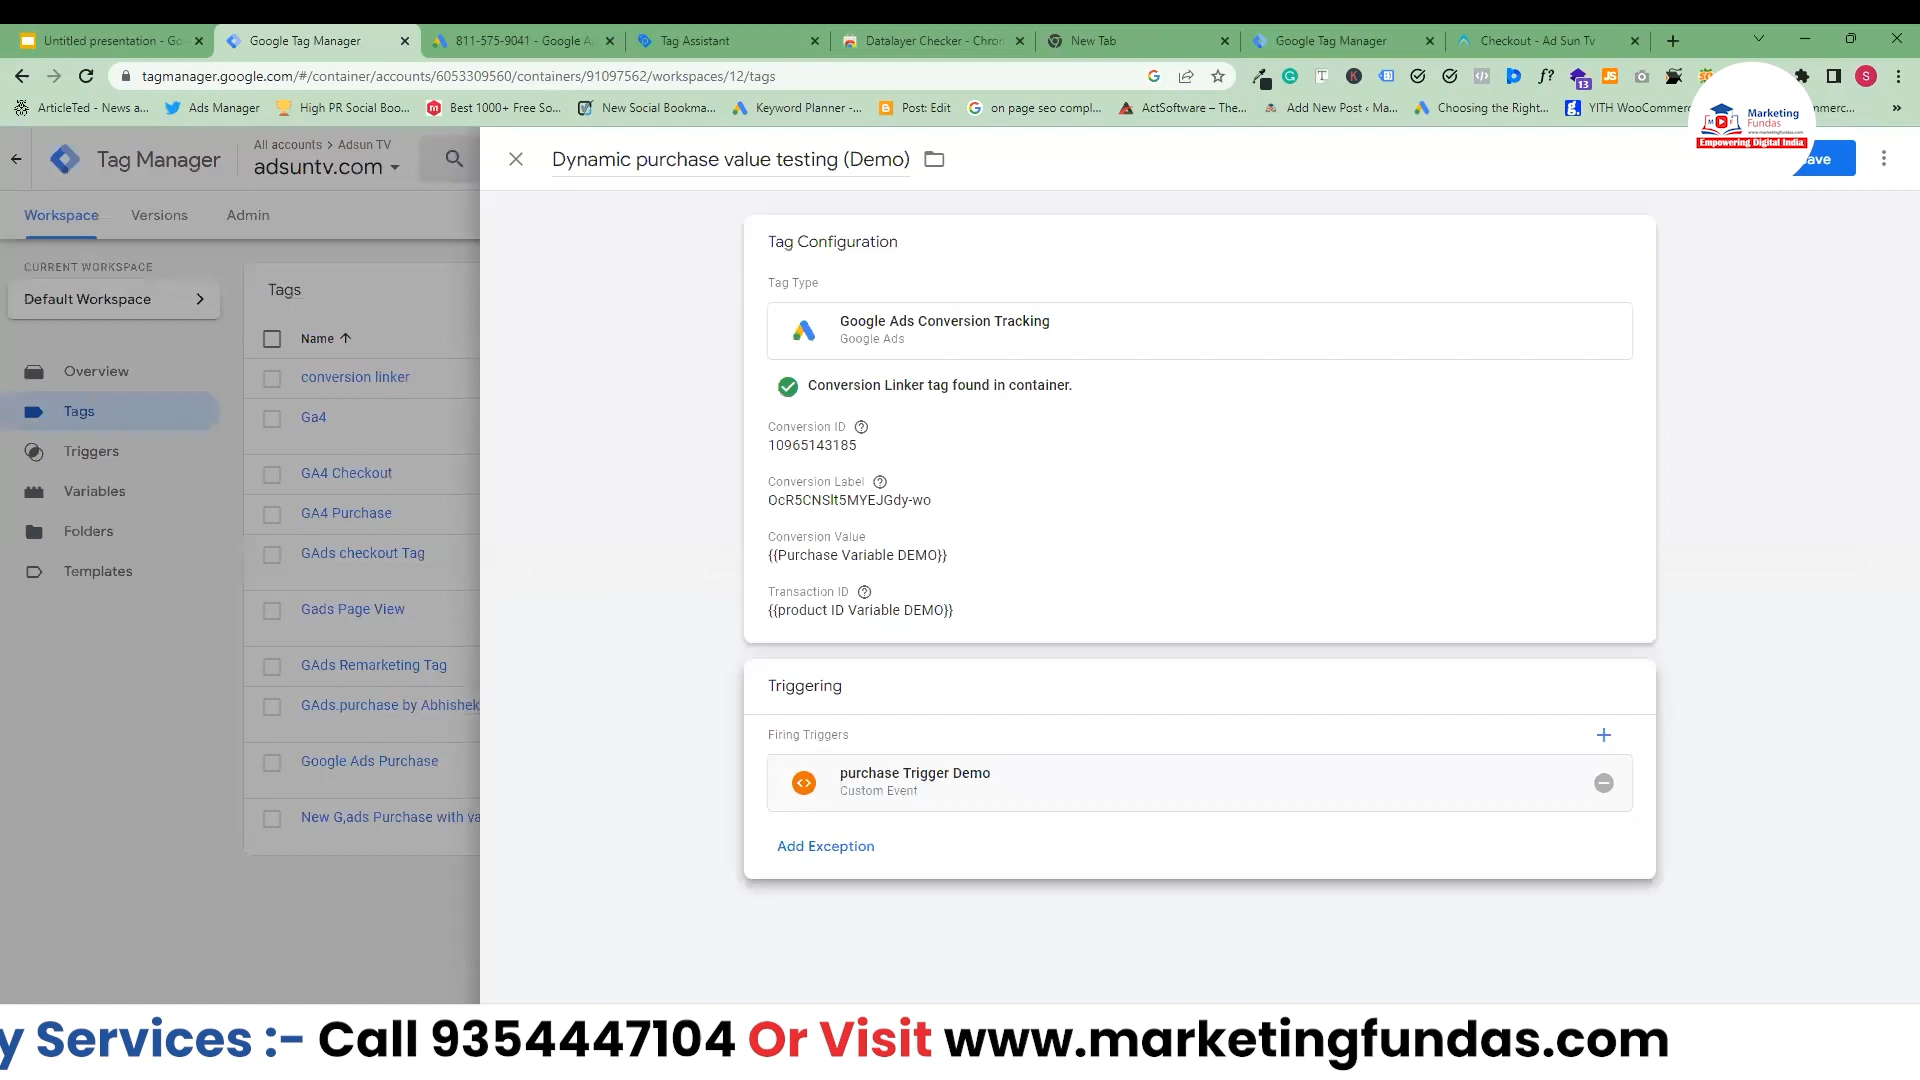 Untitled presentation - Go
Google Tag Manager
811-575-9041 - Google A
Tag Assistant
Datalayer Checker - Chro
New Tab
Google Tag Manager
Checkout - Ad Sun Tv
tagmanager.google.com/#/container/accounts/6053309560/containers/91097562/workspaces/12/tags
13
S
ArticleTed - News a...
Ads Manager
High PR Social Boo...
Best 1000+ Free So...
New Social Bookma...
Keyword Planner -...
Post: Edit
on page seo compl...
ActSoftware – The...
Add New Post ‹ Ma...
Choosing the Right...
YITH WooCommerc
mmerc...
Marketing
Fundas
www.marketingfundas.com
Empowering Digital India
Tag Manager
All accounts > Adsun TV
adsuntv.com
Dynamic purchase value testing (Demo)
ave
Workspace
Versions
Admin
CURRENT WORKSPACE
Default Workspace
Overview
Tags
Triggers
Variables
Folders
Templates
Tags
Name
conversion linker
Ga4
GA4 Checkout
GA4 Purchase
GAds checkout Tag
Gads Page View
GAds Remarketing Tag
GAds.purchase by Abhishek
Google Ads Purchase
New G,ads Purchase with va
Tag Configuration
Tag Type
Google Ads Conversion Tracking
Google Ads
Conversion Linker tag found in container.
Conversion ID
10965143185
Conversion Label
OcR5CNSlt5MYEJGdy-wo
Conversion Value
{{Purchase Variable DEMO}}
Transaction ID
{{product ID Variable DEMO}}
Triggering
Firing Triggers
purchase Trigger Demo
Custom Event
Add Exception
y Services :- Call 9354447104 Or Visit www.marketingfundas.com